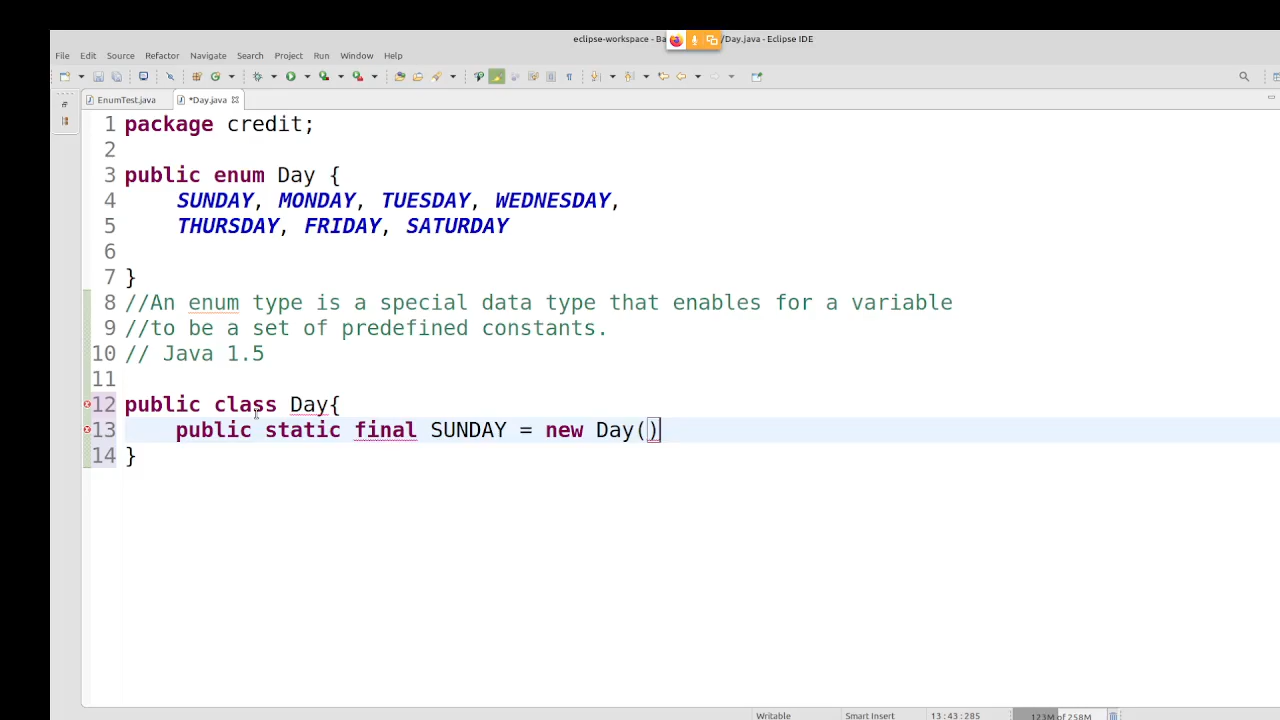 eclipse-workspace - Ba /Day.java - Eclipse IDE
File Edit Source Refactor Navigate Search Project Run Window Help
EnumTest.java *Day.java
1 package credit;
2
3 public enum Day {
4 SUNDAY, MONDAY, TUESDAY, WEDNESDAY,
5 THURSDAY, FRIDAY, SATURDAY
6
7 }
8 //An enum type is a special data type that enables for a variable
9 //to be a set of predefined constants.
10 // Java 1.5
11
12 public class Day{
13 public static final SUNDAY = new Day()
14 }
Writable Smart Insert 13:43:285 123M of 258M